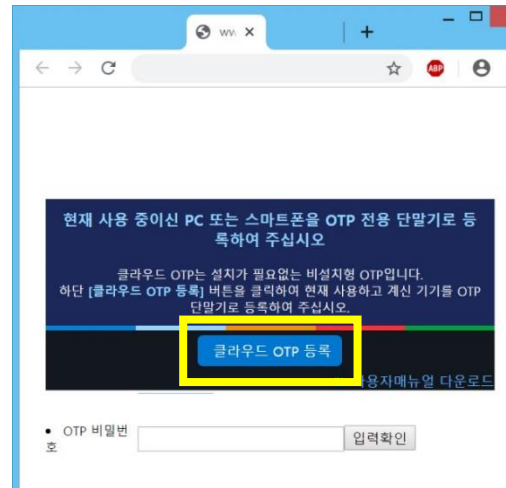 ww
ABP
현재 사용 중이신 PC 또는 스마트폰을 OTP 전용 단말기로 등
록하여 주십시오
클라우드 OTP는 설치가 필요없는 비설치형 OTP입니다.
하단 [클라우드 OTP 등록] 버튼을 클릭하여 현재 사용하고 계신 기기를 OTP
단말기로 등록하여 주십시오.
클라우드 OTP 등록
사용자매뉴얼 다운로드
• OTP 비밀번
호
입력확인